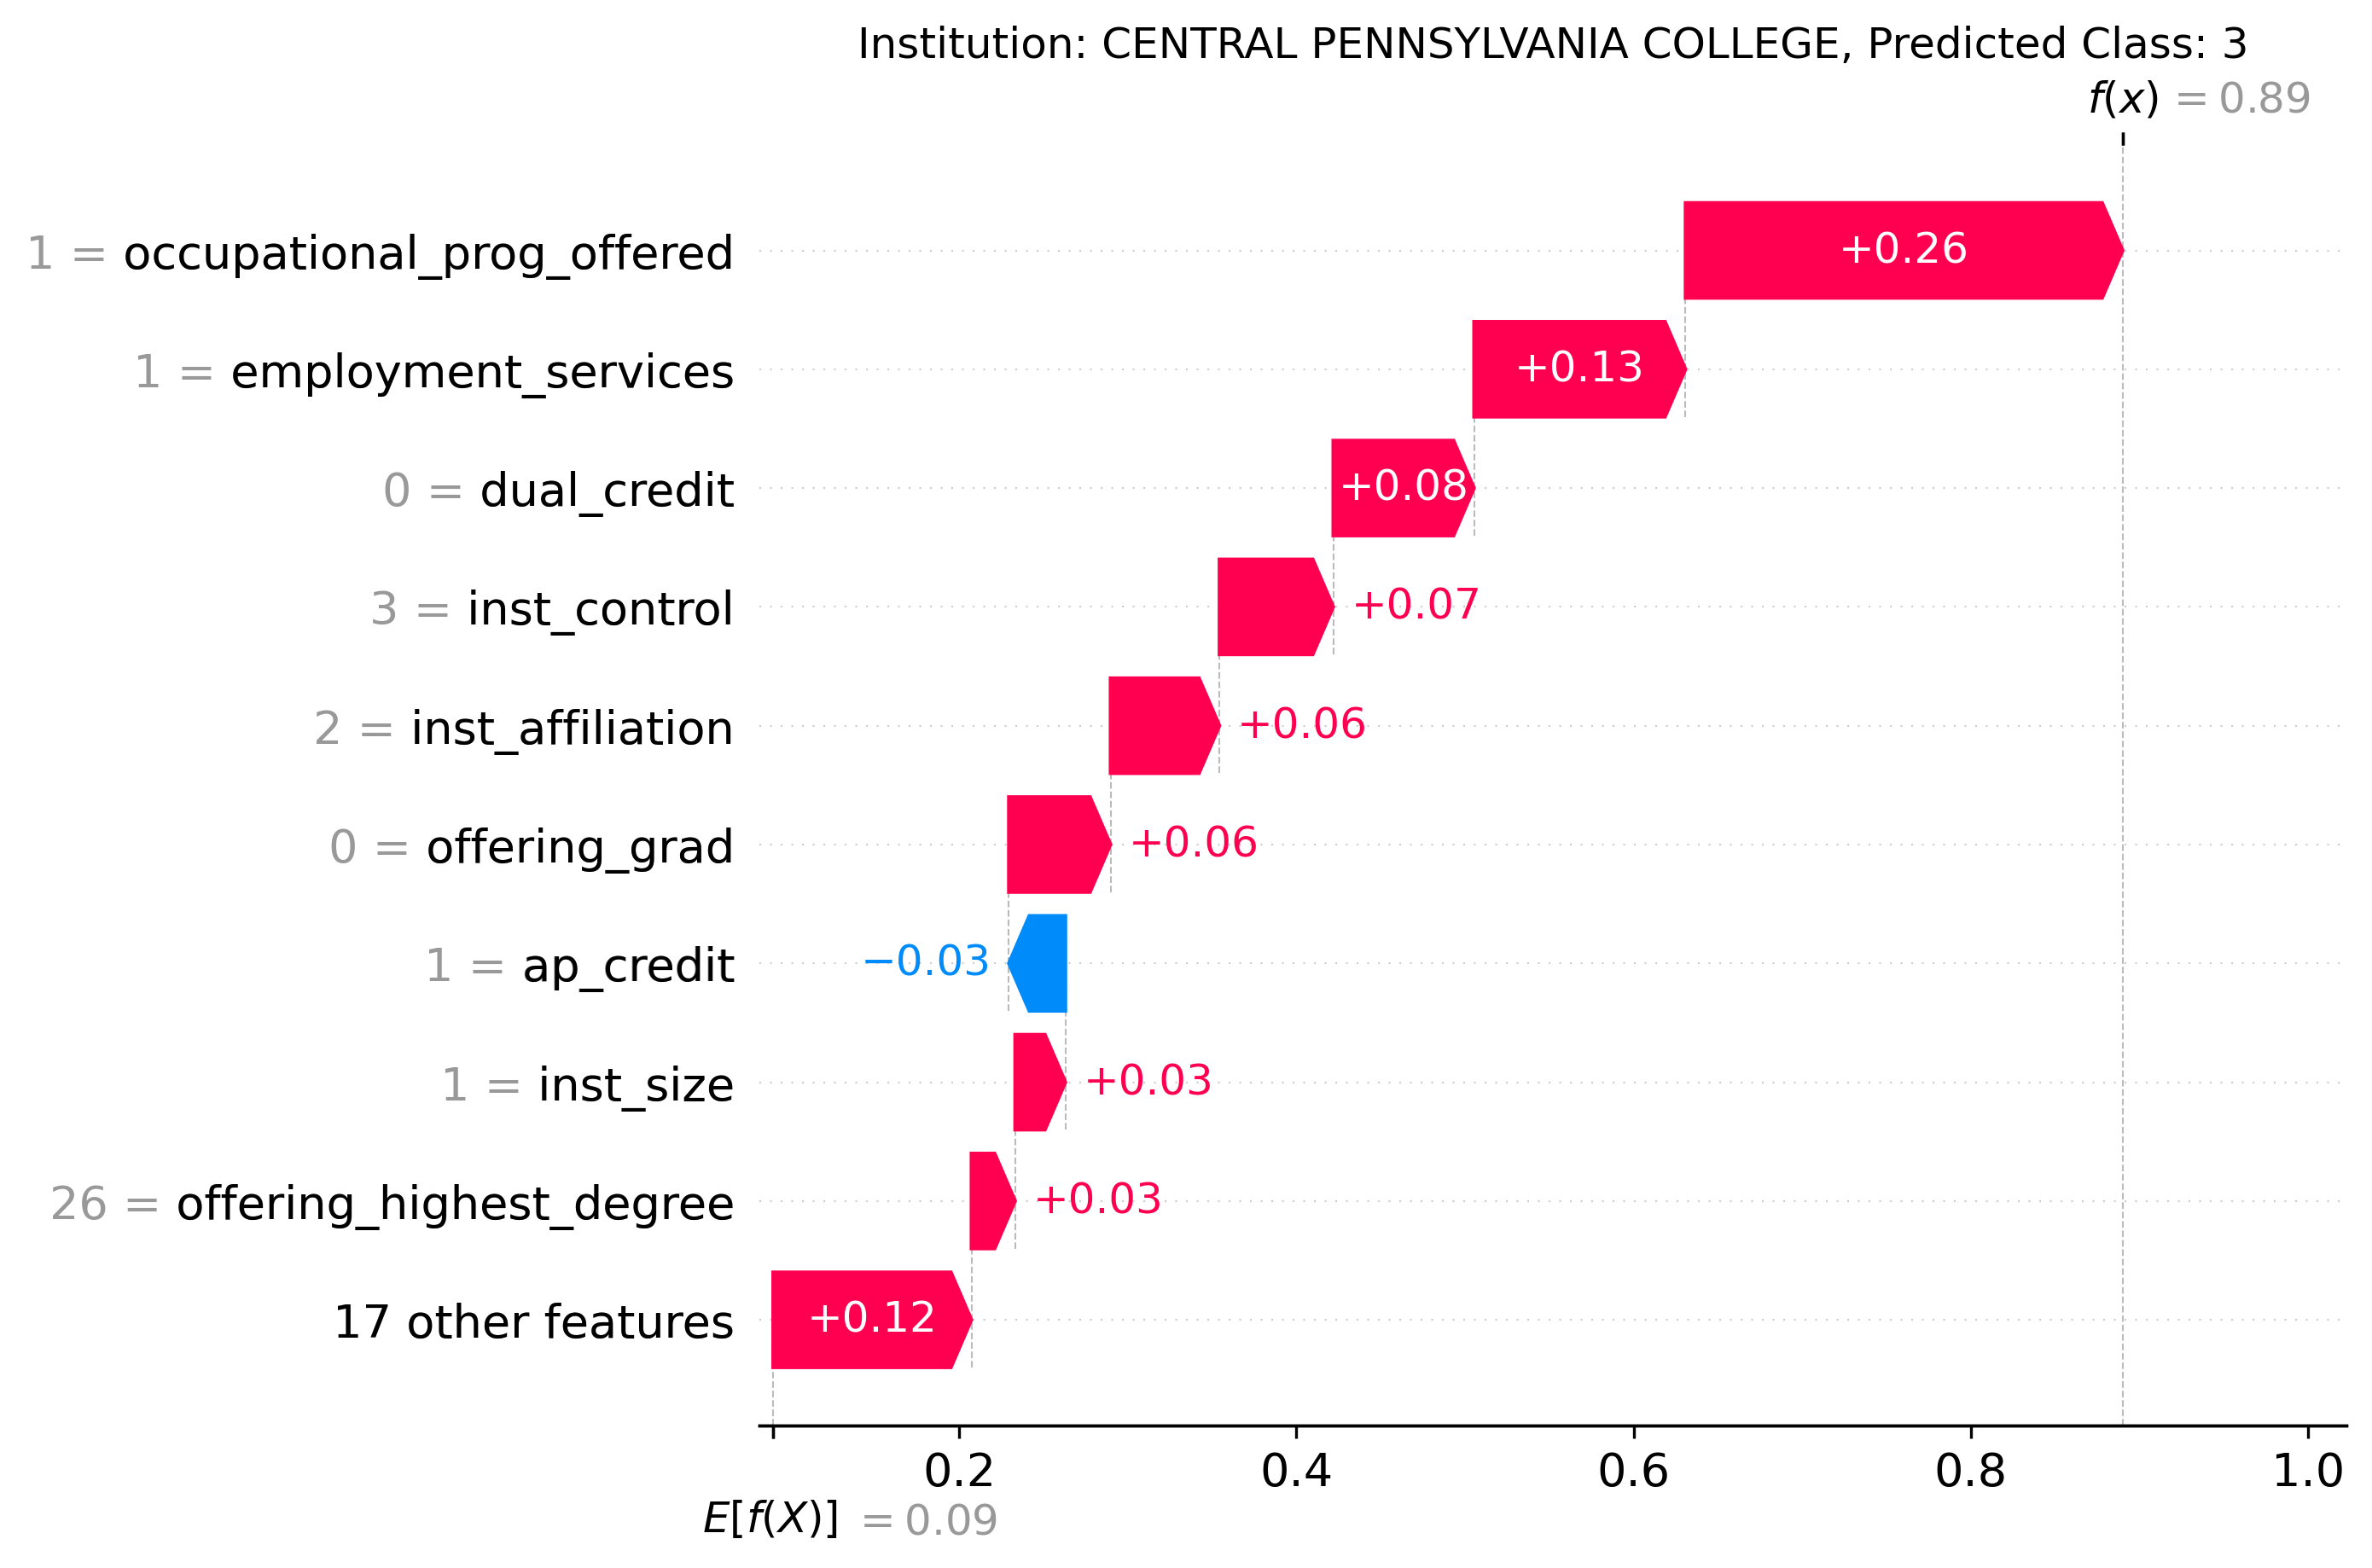 Institution: CENTRAL PENNSYLVANIA COLLEGE, Predicted Class: 3
f(x) = 0.89
1 = occupational_prog_offered +0.26
1 = employment_services +0.13
0 = dual_credit +0.08
3 = inst_control +0.07
2 = inst_affiliation +0.06
0 = offering_grad +0.06
1 = ap_credit −0.03
1 = inst_size +0.03
26 = offering_highest_degree +0.03
17 other features +0.12
0.2 0.4 0.6 0.8 1.0
E[f(X)] = 0.09